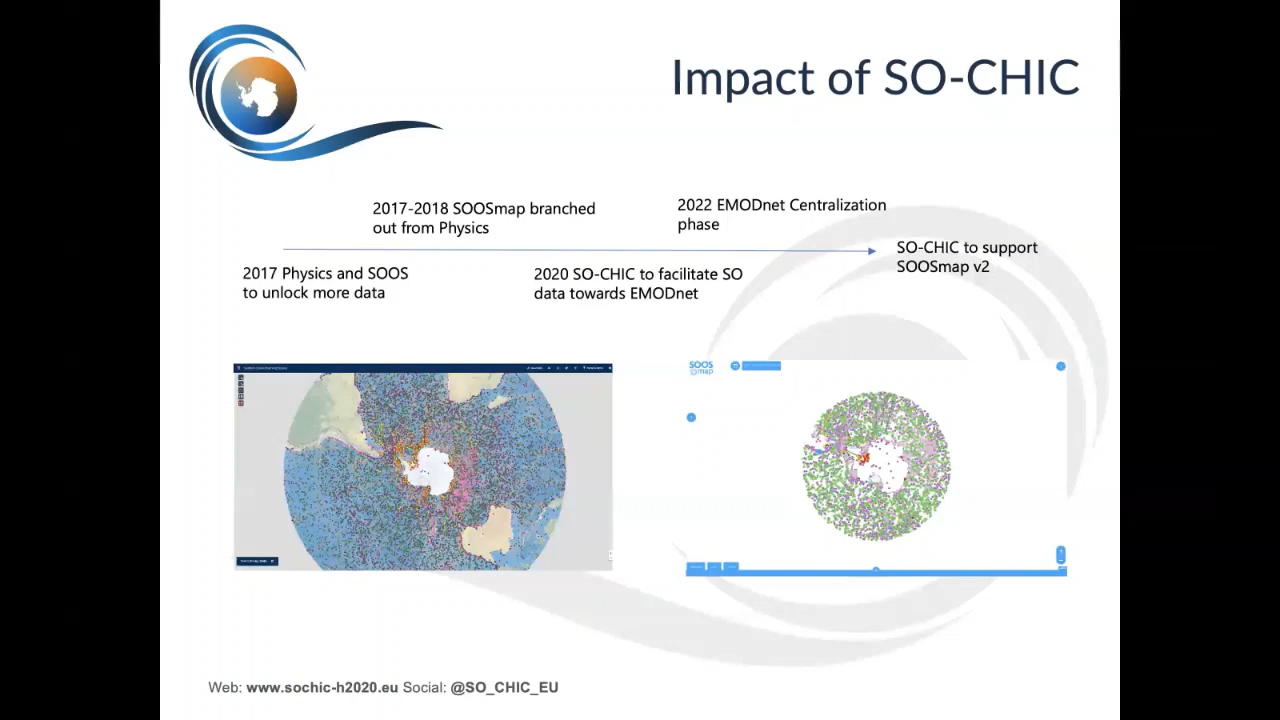 Impact of SO-CHIC
2017-2018 SOOSmap branched
out from Physics
2022 EMODnet Centralization
phase
SO-CHIC to support
SOOSmap v2
2017 Physics and SOOS
to unlock more data
2020 SO-CHIC to facilitate SO
data towards EMODnet
SOOS
map
Web: www.sochic-h2020.eu Social: @SO_CHIC_EU